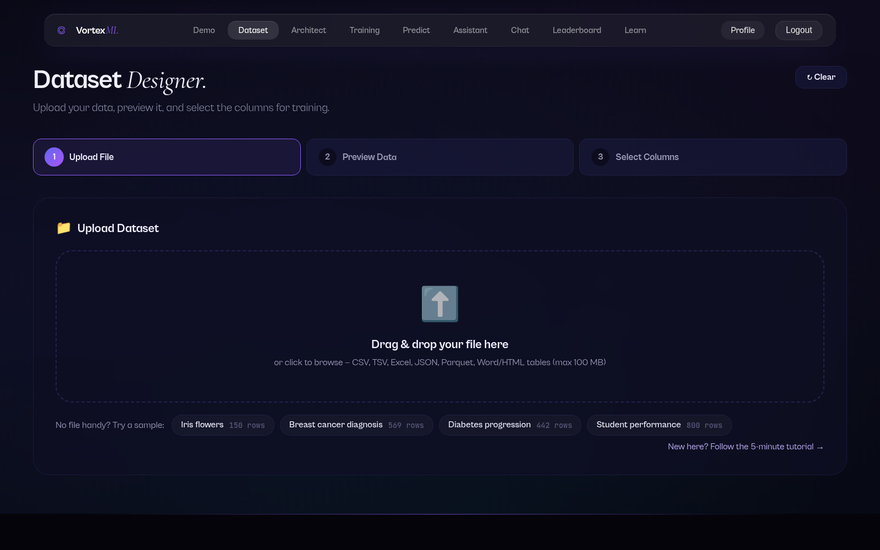 VortexML Demo Dataset Architect Training Predict Assistant Chat Leaderboard Learn Profile Logout
Dataset Designer.
↻ Clear
Upload your data, preview it, and select the columns for training.
1 Upload File
2 Preview Data
3 Select Columns
📁 Upload Dataset
Drag & drop your file here
or click to browse – CSV, TSV, Excel, JSON, Parquet, Word/HTML tables (max 100 MB)
No file handy? Try a sample: Iris flowers 150 rows Breast cancer diagnosis 569 rows Diabetes progression 442 rows Student performance 800 rows
New here? Follow the 5-minute tutorial →